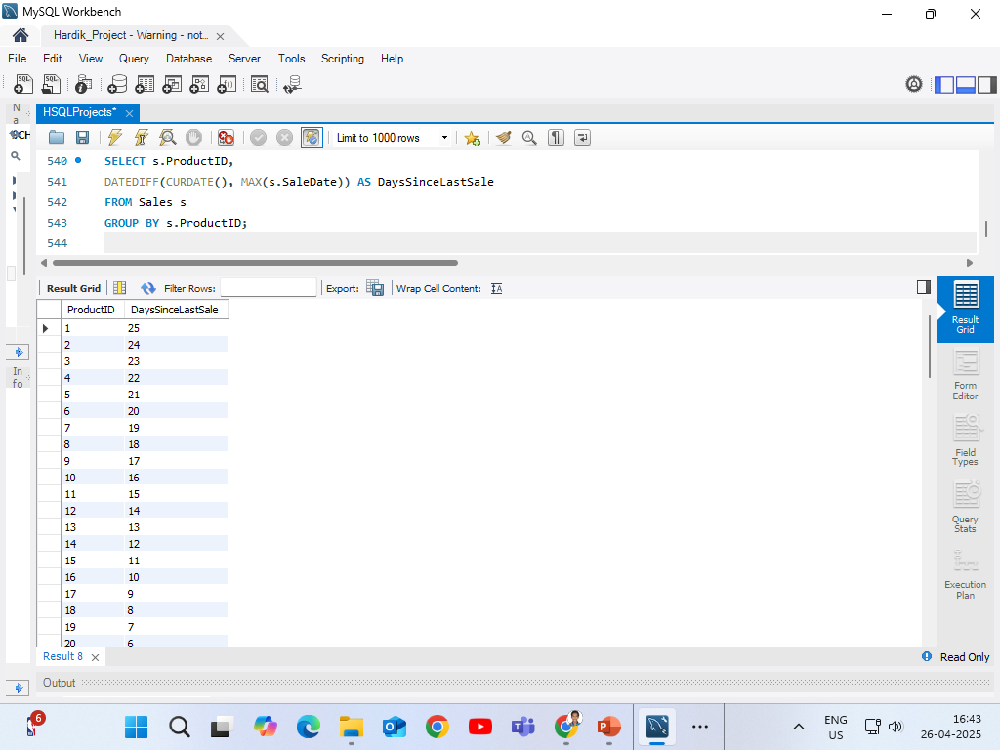 MySQL Workbench
Hardik_Project - Warning - not...
File Edit View Query Database Server Tools Scripting Help
N
a
HSQLProjects*
CH
Limit to 1000 rows
540 SELECT s.ProductID,
541 DATEDIFF(CURDATE(), MAX(s.SaleDate)) AS DaysSinceLastSale
542 FROM Sales s
543 GROUP BY s.ProductID;
544
Result Grid Filter Rows: Export: Wrap Cell Content:
ProductID DaysSinceLastSale
1 25
2 24
3 23
4 22
5 21
6 20
7 19
8 18
9 17
10 16
11 15
12 14
13 13
14 12
15 11
16 10
17 9
18 8
19 7
20 6
In
fo
Result
Grid
Form
Editor
Field
Types
Query
Stats
Execution
Plan
Result 8
Read Only
Output
6
ENG
US
16:43
26-04-2025